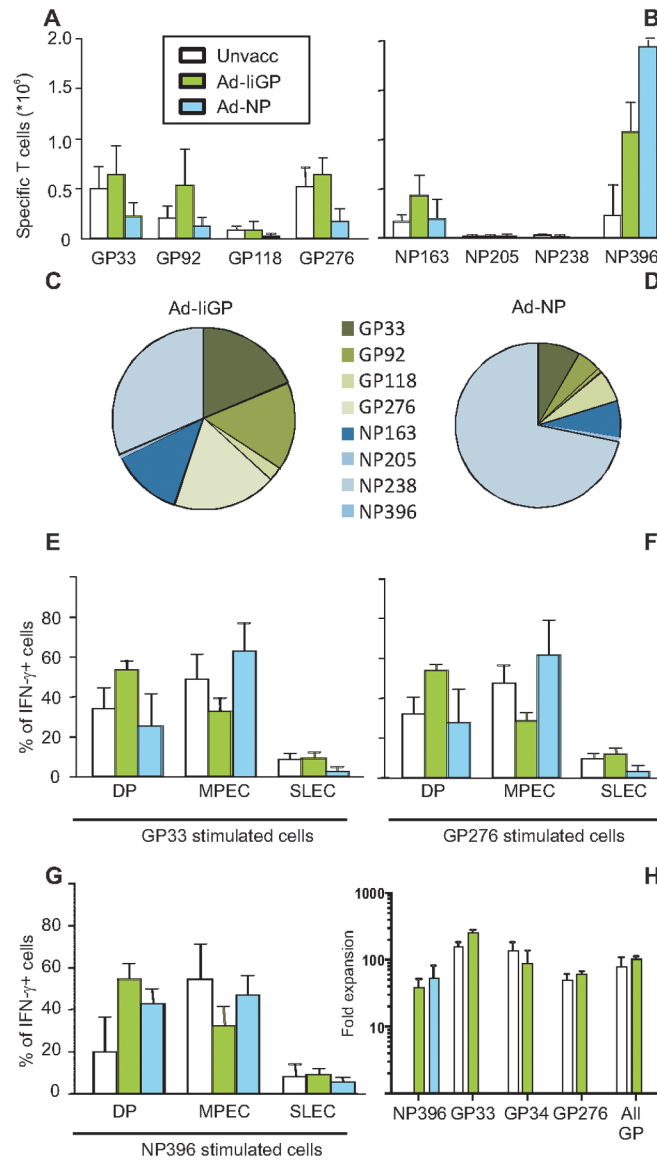 A
B
Unvacc
Ad-liGP
Ad-NP
Specific T cells (*10⁶)
2.0
1.0
0.5
0
GP33 GP92 GP118 GP276
NP163 NP205 NP238 NP396
C
D
Ad-liGP
Ad-NP
GP33
GP92
GP118
GP276
NP163
NP205
NP238
NP396
E
F
% of IFN-γ+ cells
80
60
40
20
0
DP MPEC SLEC
GP33 stimulated cells
DP MPEC SLEC
GP276 stimulated cells
G
H
% of IFN-γ+ cells
80
60
40
20
0
DP MPEC SLEC
NP396 stimulated cells
Fold expansion
1000
100
10
NP396 GP33 GP34 GP276 All
GP